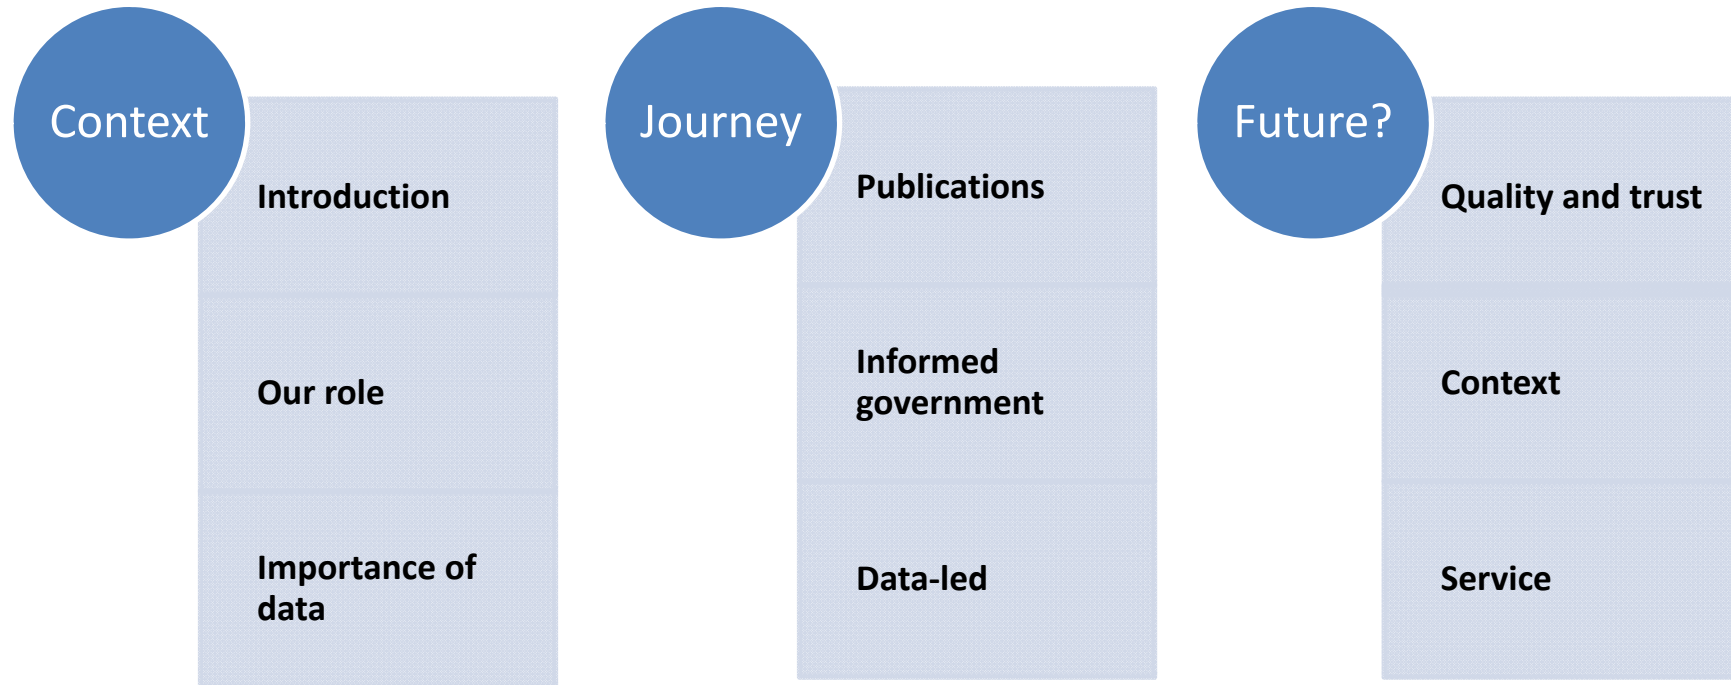 Context
Introduction
Our role
Importance of
data
Journey
Publications
Informed
government
Data-led
Future?
Quality and trust
Context
Service